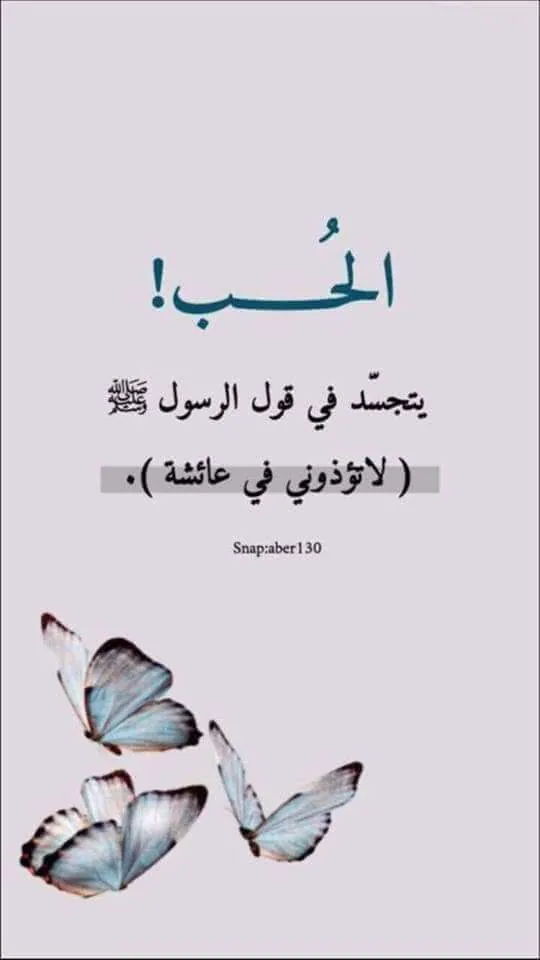 الحُـــب!
يتجسّد في قول الرسول ﷺ
( لاتؤذوني في عائشة ).
Snap:aber130